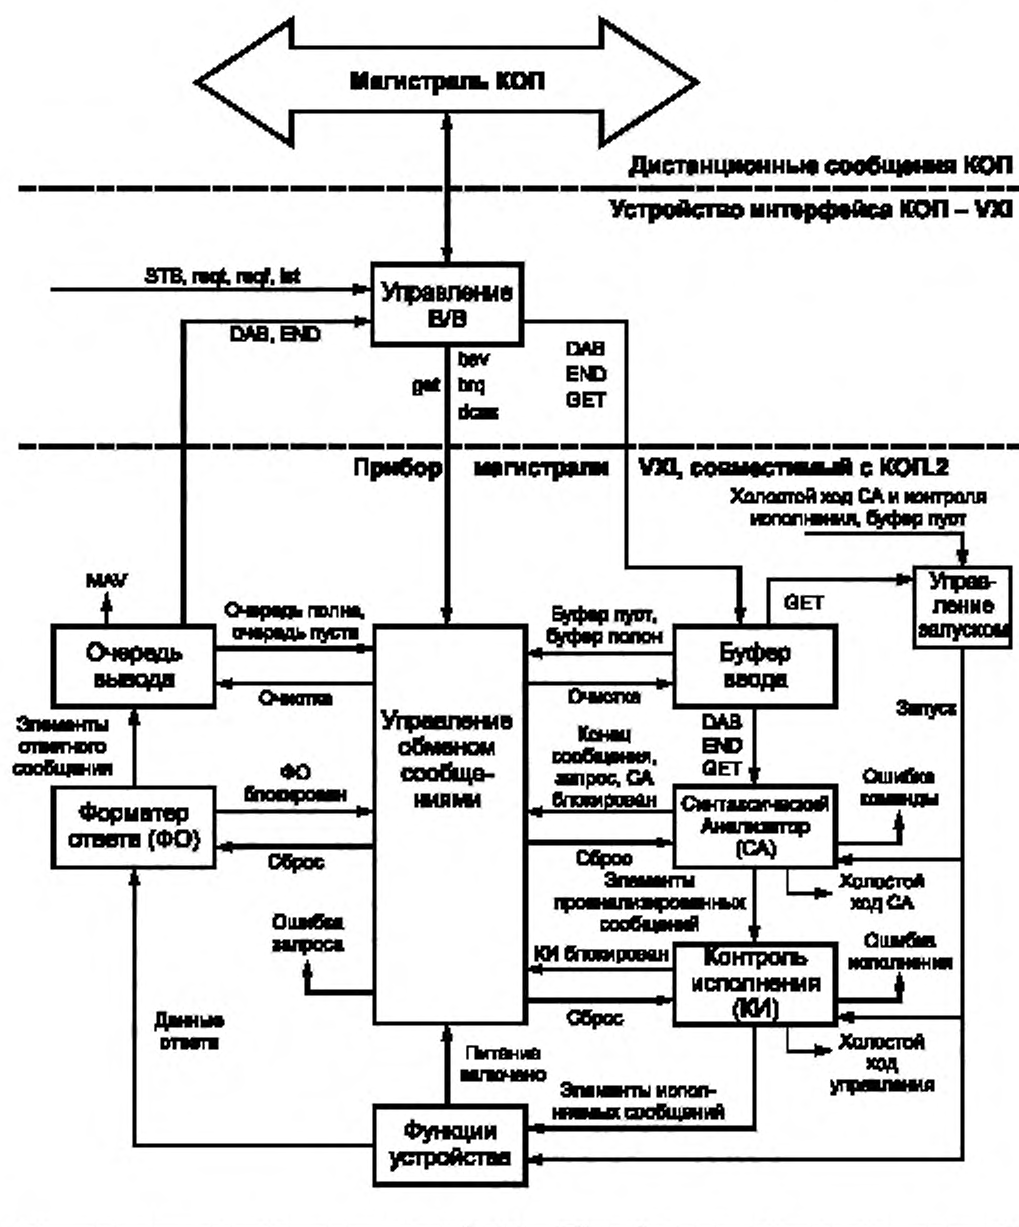 Магистраль КОП
Дистанционные сообщения КОП
Устройство интерфейса КОП – VXI
STB, reqt, reqf, ist
Управление
В/В
DAB, END
get
bav
brq
dcas
DAB
END
GET
Прибор магистрали VXI, совместимый с КОП.2
Холостой ход СА и контроля
исполнения, буфер пуст
MAV
Очередь полна,
очередь пуста
Буфер пуст,
буфер полон
GET
Управ-
ление
запуском
Очередь
вывода
Буфер
ввода
Очистка
Очистка
Запуск
Элементы
ответного
сообщения
Управление
обменом
сообще-
ниями
Конец
сообщения,
запрос, СА
блокирован
DAB
END
GET
ФО
блокирован
Ошибка
команды
Форматер
ответа (ФО)
Синтаксический
Анализатор
(СА)
Сброс
Сброс
Элементы
проанализированных
сообщений
Холостой
ход СА
Ошибка
запроса
КИ блокирован
Контроль
исполнения
(КИ)
Ошибка
исполнения
Сброс
Данные
ответа
Холостой
ход
управления
Питание
включено
Элементы испол-
няемых сообщений
Функции
устройства